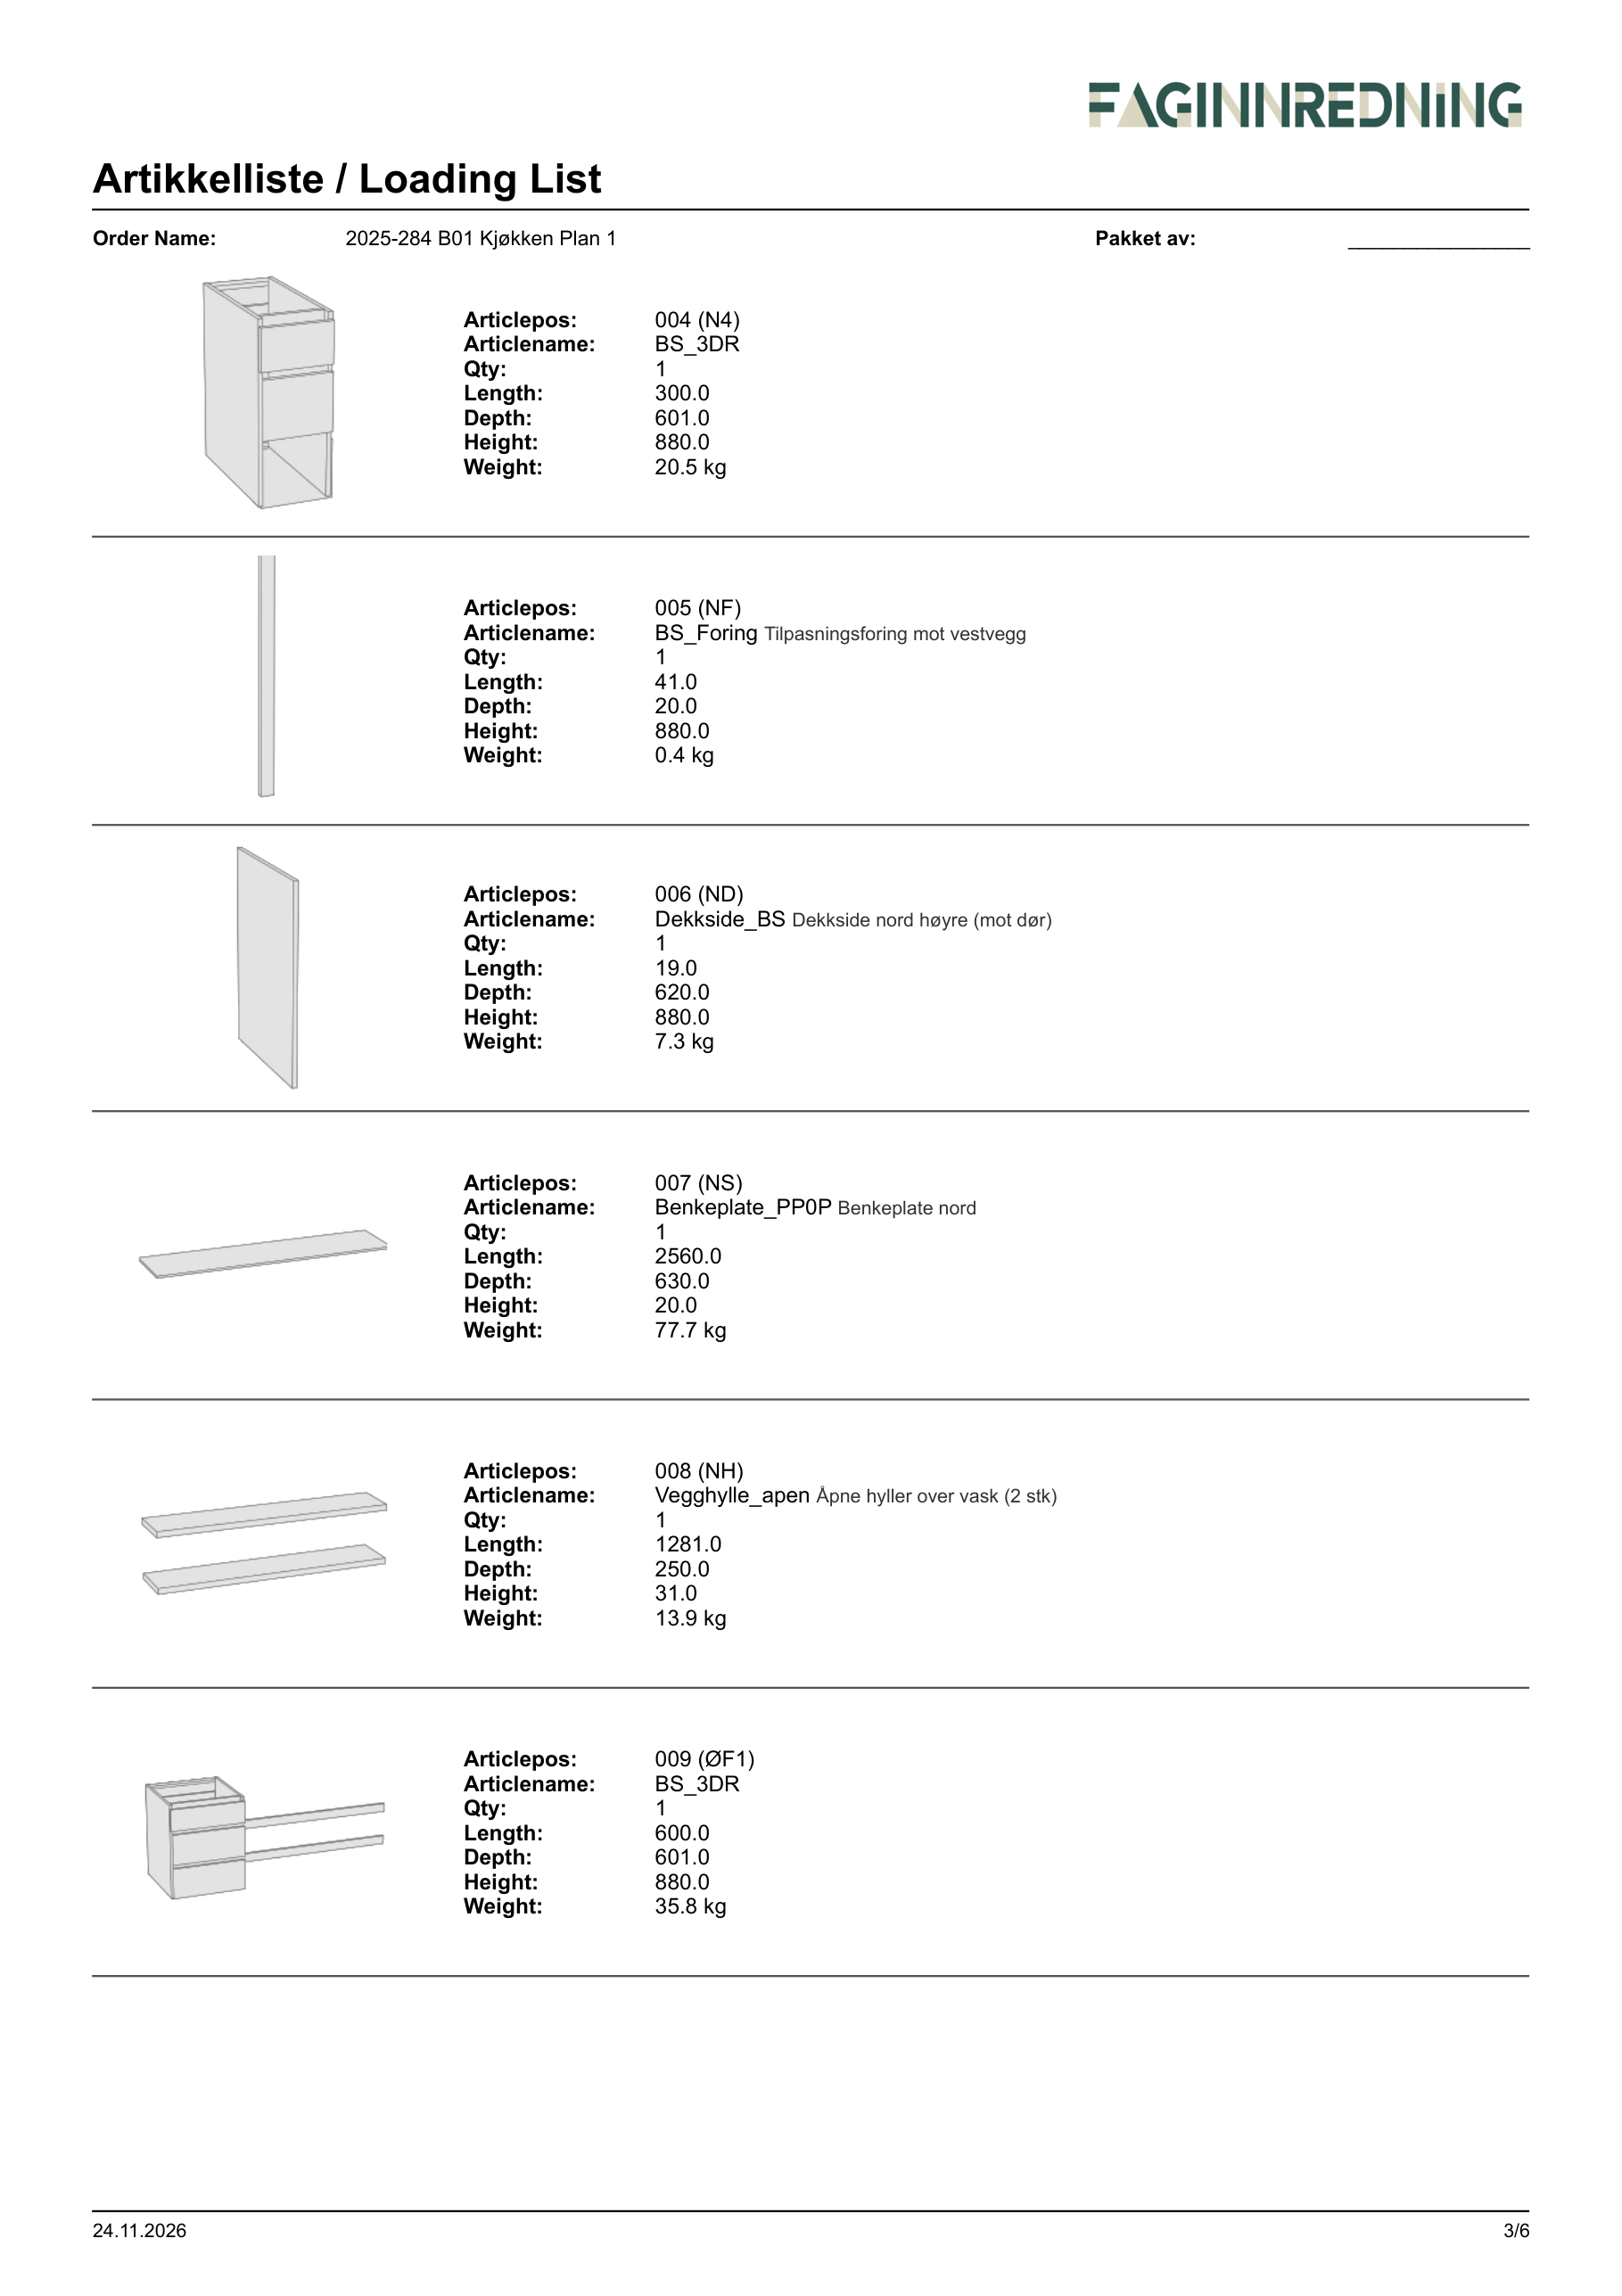 FAGINNREDNING
Artikkelliste / Loading List
Order Name: 2025-284 B01 Kjøkken Plan 1 Pakket av: ________________
Articlepos: 004 (N4)
Articlename: BS_3DR
Qty: 1
Length: 300.0
Depth: 601.0
Height: 880.0
Weight: 20.5 kg
Articlepos: 005 (NF)
Articlename: BS_Foring Tilpasningsforing mot vestvegg
Qty: 1
Length: 41.0
Depth: 20.0
Height: 880.0
Weight: 0.4 kg
Articlepos: 006 (ND)
Articlename: Dekkside_BS Dekkside nord høyre (mot dør)
Qty: 1
Length: 19.0
Depth: 620.0
Height: 880.0
Weight: 7.3 kg
Articlepos: 007 (NS)
Articlename: Benkeplate_PP0P Benkeplate nord
Qty: 1
Length: 2560.0
Depth: 630.0
Height: 20.0
Weight: 77.7 kg
Articlepos: 008 (NH)
Articlename: Vegghylle_apen Åpne hyller over vask (2 stk)
Qty: 1
Length: 1281.0
Depth: 250.0
Height: 31.0
Weight: 13.9 kg
Articlepos: 009 (ØF1)
Articlename: BS_3DR
Qty: 1
Length: 600.0
Depth: 601.0
Height: 880.0
Weight: 35.8 kg
24.11.2026 3/6